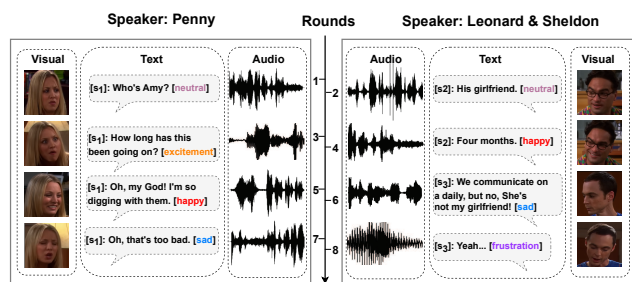 Speaker: Penny
Rounds
Speaker: Leonard & Sheldon
Visual
Text
Audio
Audio
Text
Visual
[s1]: Who's Amy? [neutral]
1
2
[s2]: His girlfriend. [neutral]
[s1]: How long has this
been going on? [excitement]
3
4
[s2]: Four months. [happy]
[s1]: Oh, my God! I'm so
digging with them. [happy]
5
6
[s3]: We communicate on
a daily, but no, She's
not my girlfriend! [sad]
[s1]: Oh, that's too bad. [sad]
7
8
[s3]: Yeah... [frustration]